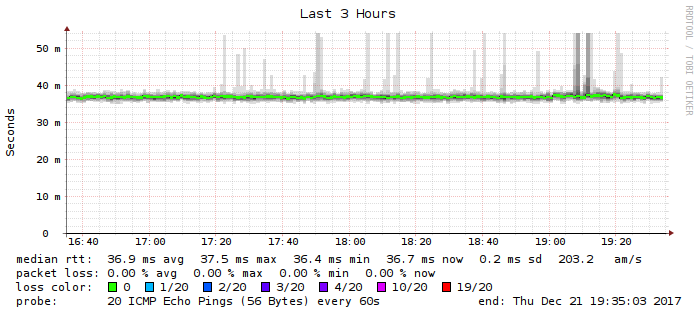 Last 3 Hours
RRDTOOL / TOBI OETIKER
Seconds
50 m
40 m
30 m
20 m
10 m
0
16:40 17:00 17:20 17:40 18:00 18:20 18:40 19:00 19:20
median rtt: 36.9 ms avg 37.5 ms max 36.4 ms min 36.7 ms now 0.2 ms sd 203.2 am/s
packet loss: 0.00 % avg 0.00 % max 0.00 % min 0.00 % now
loss color: 0 1/20 2/20 3/20 4/20 10/20 19/20
probe: 20 ICMP Echo Pings (56 Bytes) every 60s end: Thu Dec 21 19:35:03 2017